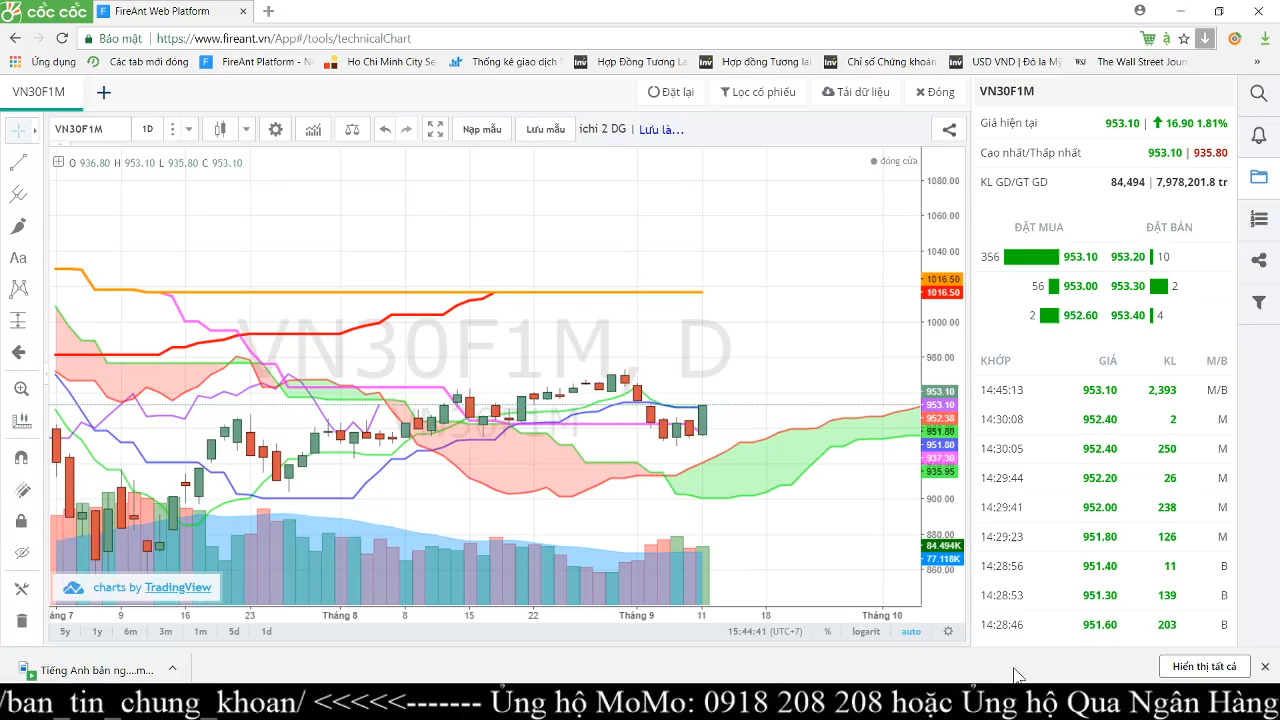 cốc cốc
FireAnt Web Platform
Bảo mật | https://www.fireant.vn/App#/tools/technicalChart
Ứng dụng Các tab mới đóng FireAnt Platform - N Ho Chi Minh City Se Thống kê giao dịch Hợp Đồng Tương La Hợp đồng Tương lai Chỉ số Chứng khoán USD VND | Đô la Mỹ The Wall Street Jour
VN30F1M
Đặt lại Lọc cổ phiếu Tải dữ liệu Đóng
VN30F1M 1D Nạp mẫu Lưu mẫu ichi 2 DG | Lưu là...
O 936.80 H 953.10 L 935.80 C 953.10
đóng cửa
VN30F1M, D
VN30F1M
1080.00
1060.00
1040.00
1016.50
1016.50
1000.00
980.00
953.10
953.10
952.38
951.80
951.80
937.30
935.95
900.00
880.00
84.494K
77.118K
860.00
charts by TradingView
áng 7 9 16 23 Tháng 8 8 15 22 Tháng 9 11 18 Tháng 10
5y 1y 6m 3m 1m 5d 1d 15:44:41 (UTC+7) % logarit auto
VN30F1M
Giá hiện tại 953.10 | 16.90 1.81%
Cao nhất/Thấp nhất 953.10 | 935.80
KL GD/GT GD 84,494 | 7,978,201.8 tr
ĐẶT MUA ĐẶT BÁN
356 953.10 953.20 10
56 953.00 953.30 2
2 952.60 953.40 4
KHỚP GIÁ KL M/B
14:45:13 953.10 2,393 M/B
14:30:08 952.40 2 M
14:30:05 952.40 250 M
14:29:44 952.20 26 M
14:29:41 952.00 238 M
14:29:23 951.80 126 M
14:28:56 951.40 11 B
14:28:53 951.30 139 B
14:28:46 951.60 203 B
Tiếng Anh bản ng....m...
Hiển thị tất cả
/ban_tin_chung_khoan/ <<<<<------- Ủng hộ MoMo: 0918 208 208 hoặc Ủng hộ Qua Ngân Hàng